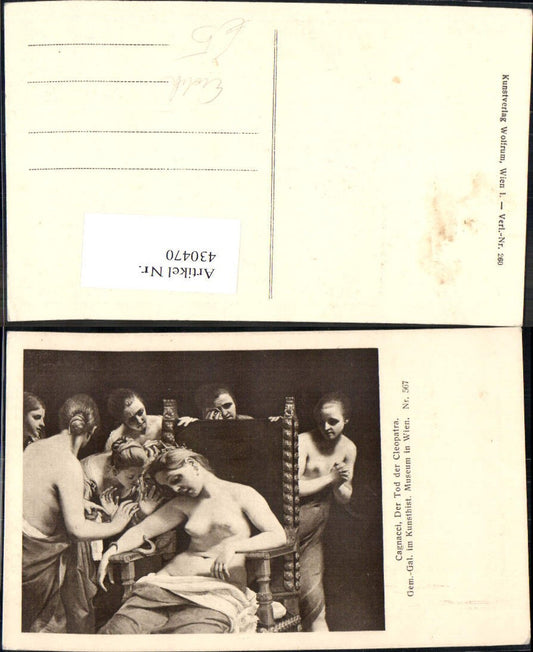 Kunstverlag Wolfrum, Wien I. — Verl.-Nr. 260
Artikel Nr.
430470
Cagnacci, Der Tod der Cleopatra.
Gem.-Gal. im Kunsthist. Museum in Wien. Nr. 567